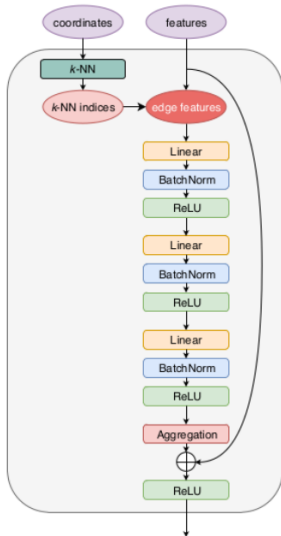 coordinates
features
k-NN
k-NN indices
edge features
Linear
BatchNorm
ReLU
Linear
BatchNorm
ReLU
Linear
BatchNorm
ReLU
Aggregation
ReLU